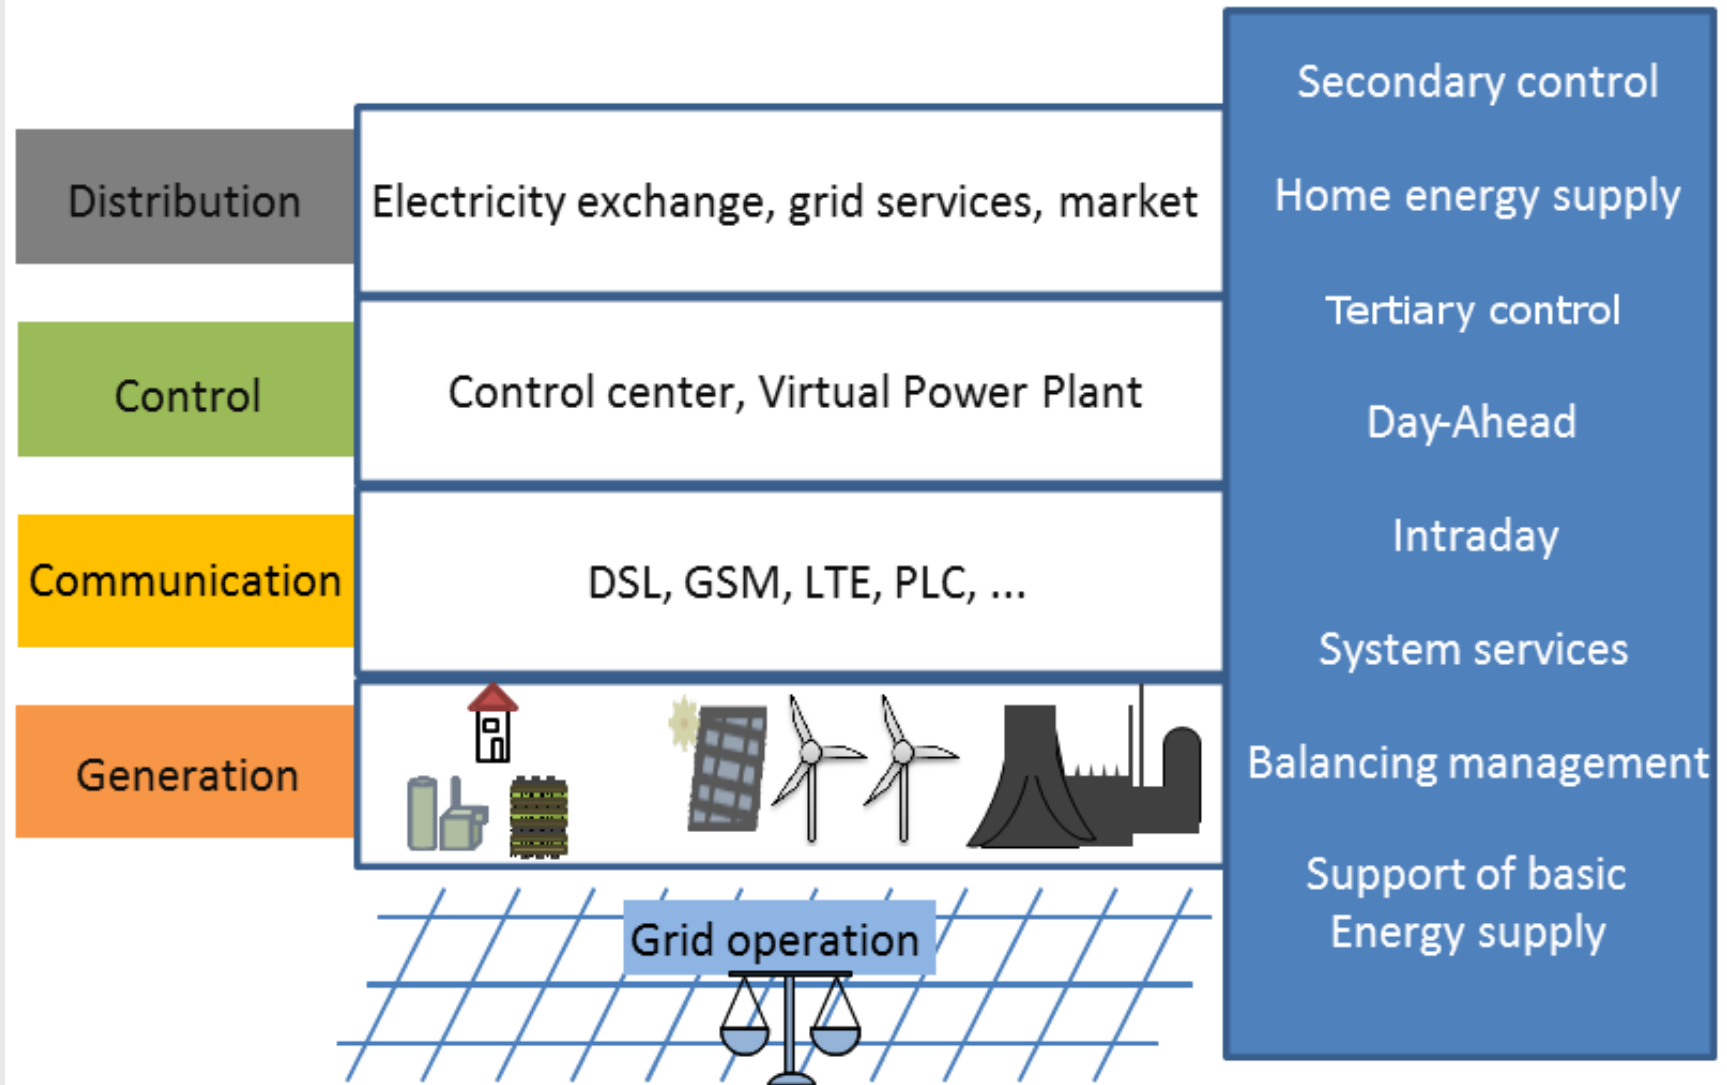 Distribution
Electricity exchange, grid services, market
Control
Control center, Virtual Power Plant
Communication
DSL, GSM, LTE, PLC, ...
Generation
Grid operation
Secondary control
Home energy supply
Tertiary control
Day-Ahead
Intraday
System services
Balancing management
Support of basic
Energy supply